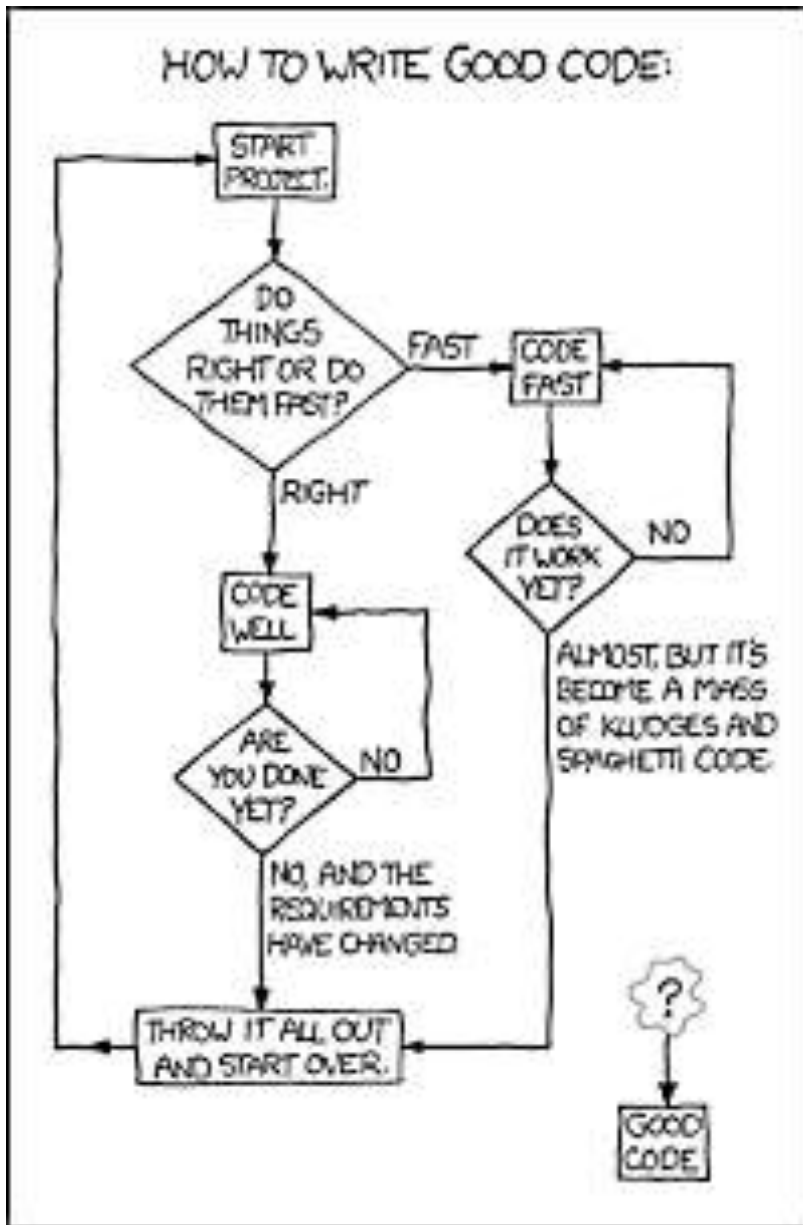 HOW TO WRITE GOOD CODE:
START
PROJECT.
DO
THINGS
RIGHT OR DO
THEM FAST?
FAST
CODE
FAST
RIGHT
DOES
IT WORK
YET?
NO
CODE
WELL
ALMOST, BUT IT'S
BECOME A MASS
OF KLUDGES AND
SPAGHETTI CODE.
ARE
YOU DONE
YET?
NO
NO, AND THE
REQUIREMENTS
HAVE CHANGED.
THROW IT ALL OUT
AND START OVER.
?
GOOD
CODE